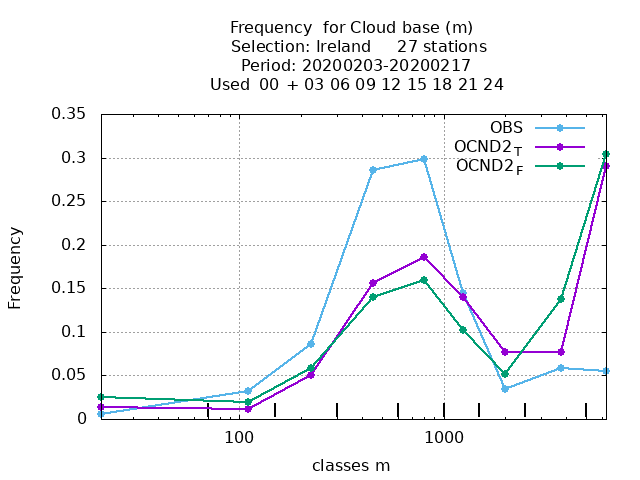 Frequency  for Cloud base (m)
Selection: Ireland     27 stations
Period: 20200203-20200217
Used  00 + 03 06 09 12 15 18 21 24
0.35
0.3
0.25
0.2
0.15
0.1
0.05
0
Frequency
OBS
OCND2_T
OCND2_F
100
1000
classes m